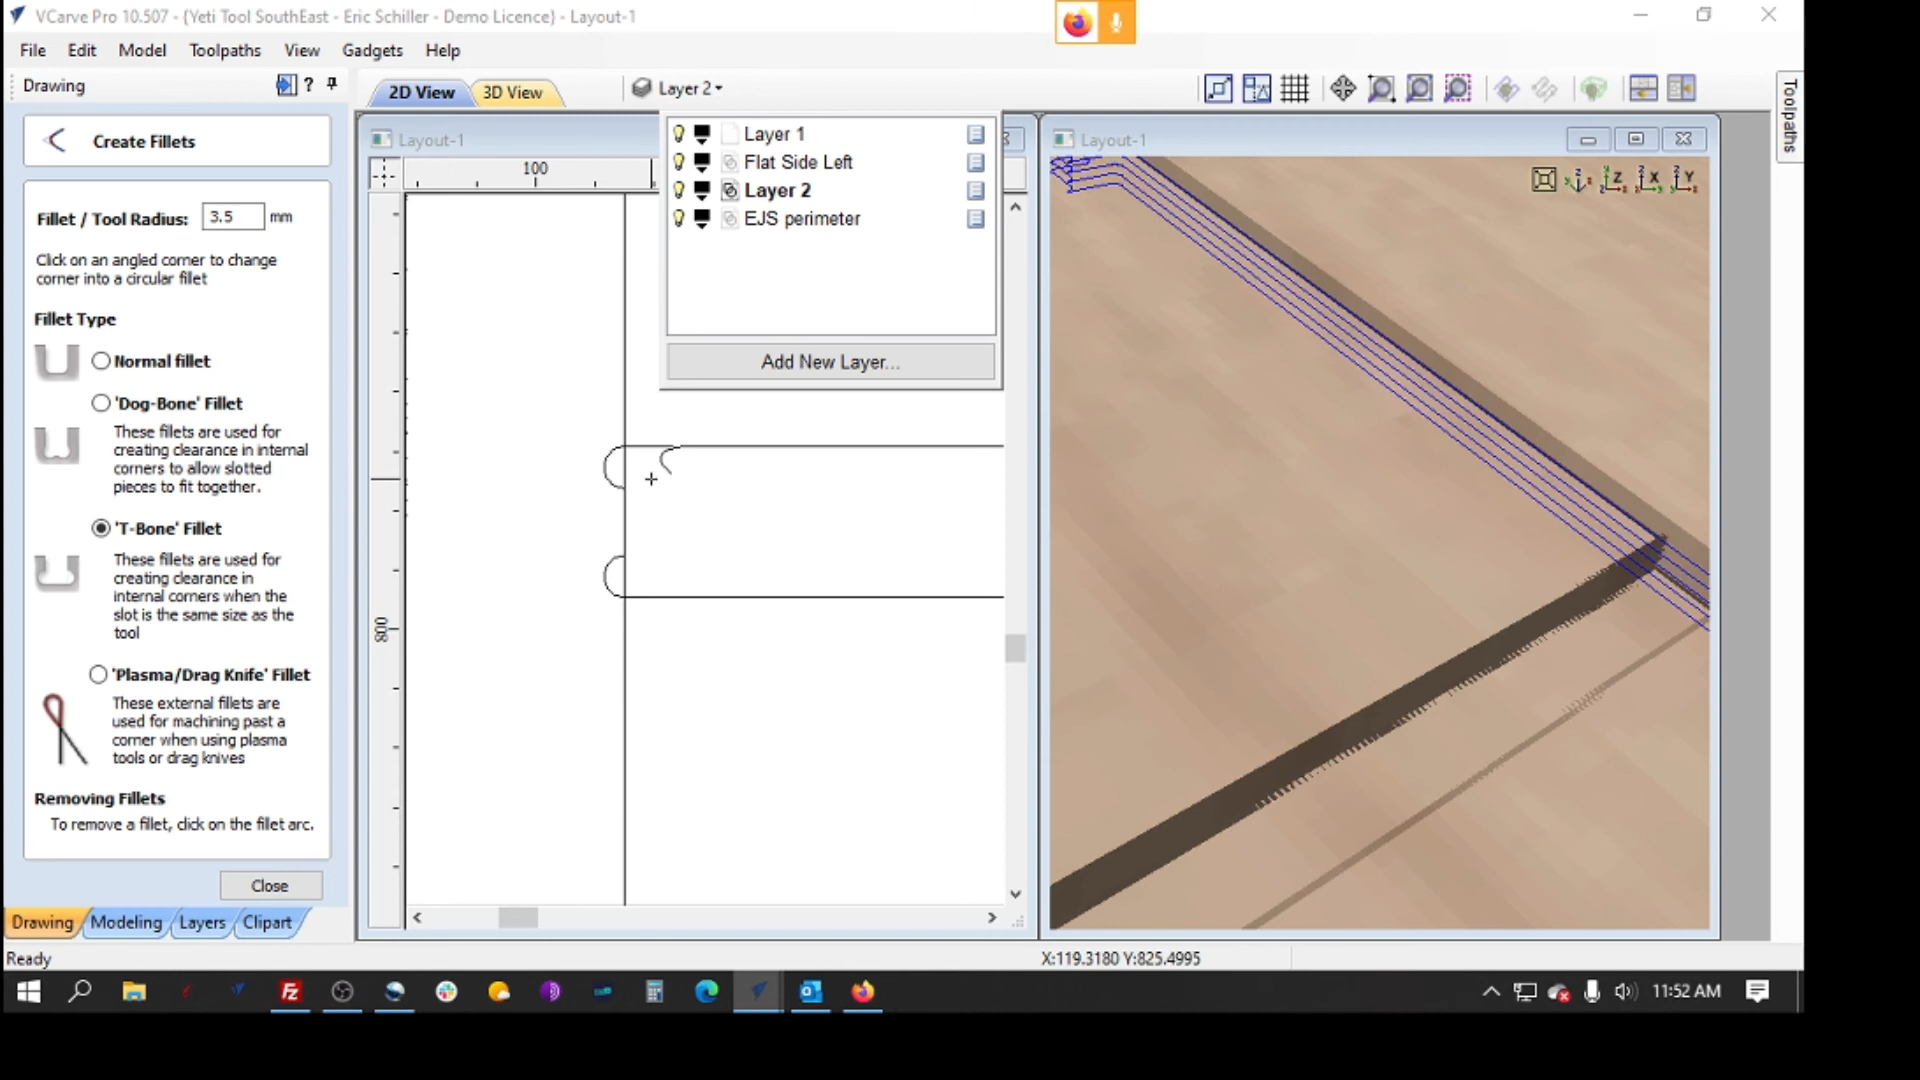 VCarve Pro 10.507 - {Yeti Tool SouthEast - Eric Schiller - Demo Licence} - Layout-1
File Edit Model Toolpaths View Gadgets Help
Drawing ?
2D View 3D View Layer 2
Toolpaths
Create Fillets
Layout-1
Layout-1
Layer 1
Flat Side Left
Layer 2
EJS perimeter
Add New Layer...
100
800
Z X Y
Fillet / Tool Radius: 3.5 mm
Click on an angled corner to change
corner into a circular fillet
Fillet Type
Normal fillet
'Dog-Bone' Fillet
These fillets are used for
creating clearance in internal
corners to allow slotted
pieces to fit together.
'T-Bone' Fillet
These fillets are used for
creating clearance in
internal corners when the
slot is the same size as the
tool
'Plasma/Drag Knife' Fillet
These external fillets are
used for machining past a
corner when using plasma
tools or drag knives
Removing Fillets
To remove a fillet, click on the fillet arc.
Close
Drawing Modeling Layers Clipart
Ready
X:119.3180 Y:825.4995
11:52 AM